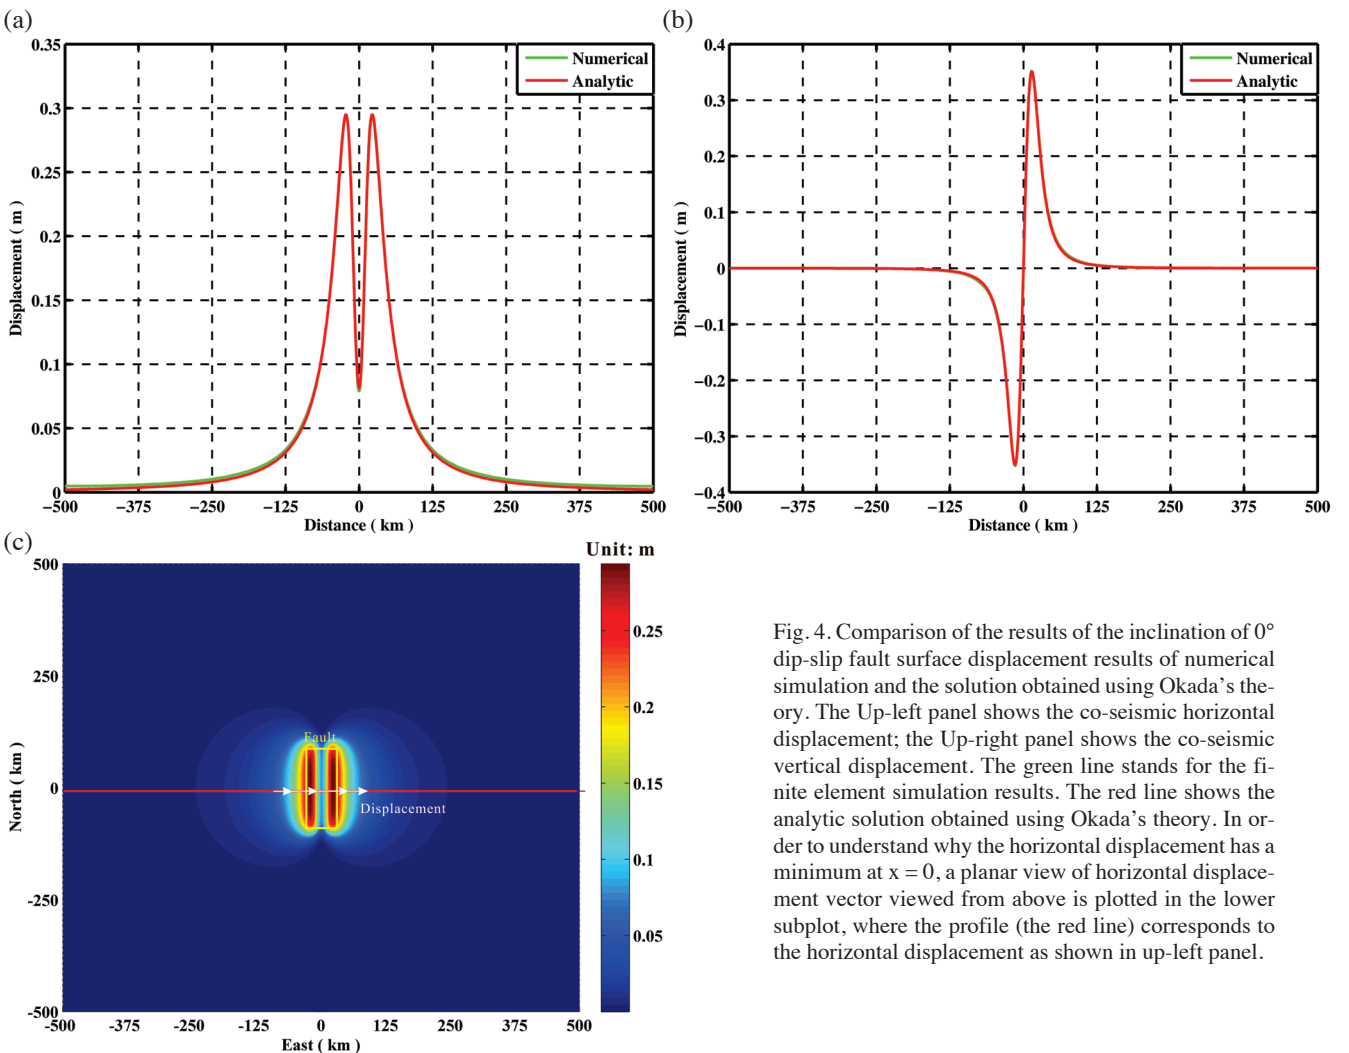 (a)
0.35
0.3
0.25
0.2
0.15
0.1
0.05
0
Displacement ( m )
Numerical
Analytic
−500 −375 −250 −125 0 125 250 375 500
Distance ( km )
(b)
0.4
0.3
0.2
0.1
0
−0.1
−0.2
−0.3
−0.4
Displacement ( m )
Numerical
Analytic
−500 −375 −250 −125 0 125 250 375 500
Distance ( km )
(c)
Unit: m
500
250
0
-250
-500
North ( km )
Fault
Displacement
0.25
0.2
0.15
0.1
0.05
-500 -375 -250 -125 0 125 250 375 500
East ( km )
Fig. 4. Comparison of the results of the inclination of 0°
dip-slip fault surface displacement results of numerical
simulation and the solution obtained using Okada’s the-
ory. The Up-left panel shows the co-seismic horizontal
displacement; the Up-right panel shows the co-seismic
vertical displacement. The green line stands for the fi-
nite element simulation results. The red line shows the
analytic solution obtained using Okada’s theory. In or-
der to understand why the horizontal displacement has a
minimum at x = 0, a planar view of horizontal displace-
ment vector viewed from above is plotted in the lower
subplot, where the profile (the red line) corresponds to
the horizontal displacement as shown in up-left panel.